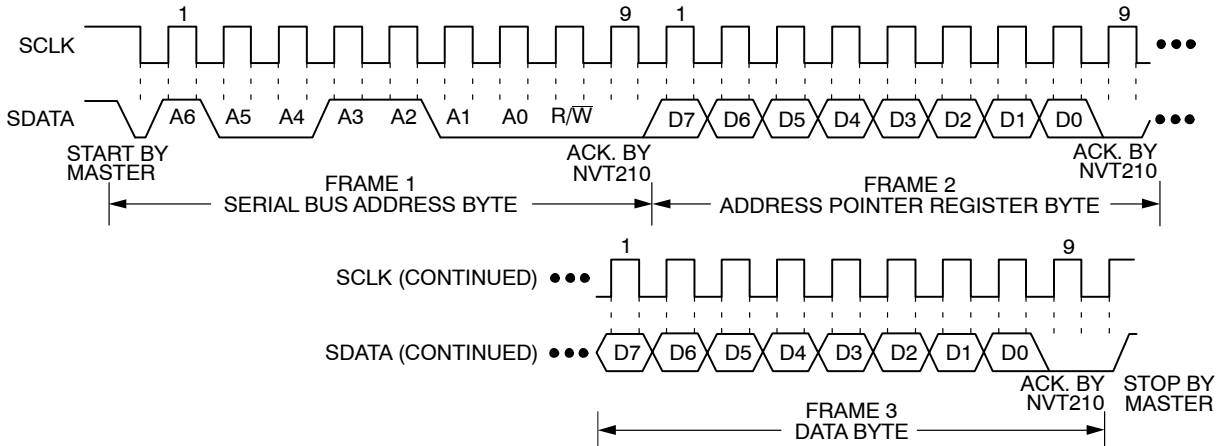 1 9 1 9
SCLK
SDATA A6 A5 A4 A3 A2 A1 A0 R/W̅ D7 D6 D5 D4 D3 D2 D1 D0
START BY MASTER
ACK. BY NVT210
ACK. BY NVT210
FRAME 1
SERIAL BUS ADDRESS BYTE
FRAME 2
ADDRESS POINTER REGISTER BYTE
1 9
SCLK (CONTINUED)
SDATA (CONTINUED) D7 D6 D5 D4 D3 D2 D1 D0
ACK. BY NVT210
STOP BY MASTER
FRAME 3
DATA BYTE